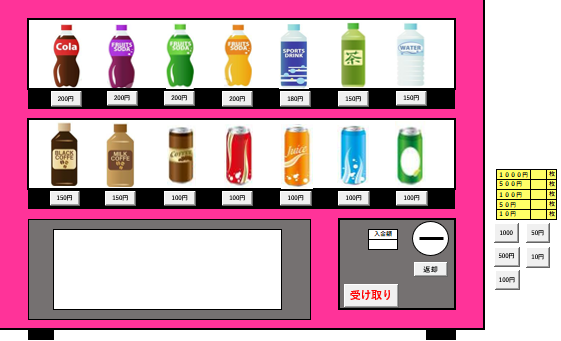 Cola
FRUITS SODA
FRUITS SODA
FRUITS SODA
SPORTS DRINK
茶
WATER
200円 200円 200円 200円 180円 150円 150円
BLACK COFFE
MILK COFFE
Coffee
Juice
150円 150円 100円 100円 100円 100円 100円
入金額
返却
受け取り
1000円 枚
500円 枚
100円 枚
50円 枚
10円 枚
1000 50円
500円 10円
100円